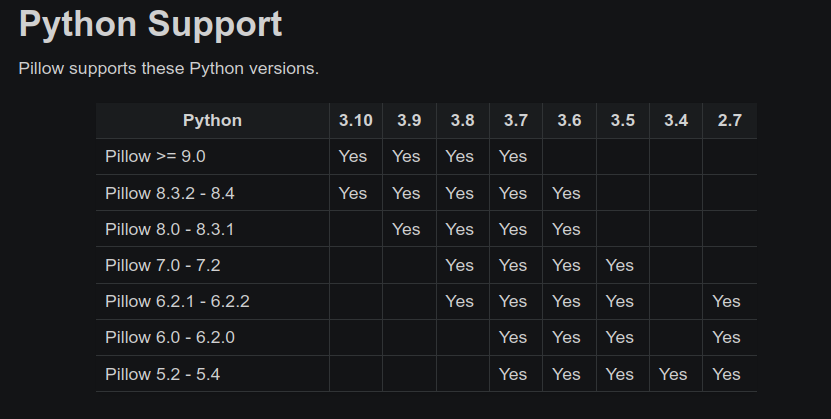 Python Support
Pillow supports these Python versions.
Python 3.10 3.9 3.8 3.7 3.6 3.5 3.4 2.7
Pillow >= 9.0 Yes Yes Yes Yes
Pillow 8.3.2 - 8.4 Yes Yes Yes Yes Yes
Pillow 8.0 - 8.3.1 Yes Yes Yes Yes
Pillow 7.0 - 7.2 Yes Yes Yes Yes
Pillow 6.2.1 - 6.2.2 Yes Yes Yes Yes Yes
Pillow 6.0 - 6.2.0 Yes Yes Yes Yes
Pillow 5.2 - 5.4 Yes Yes Yes Yes Yes